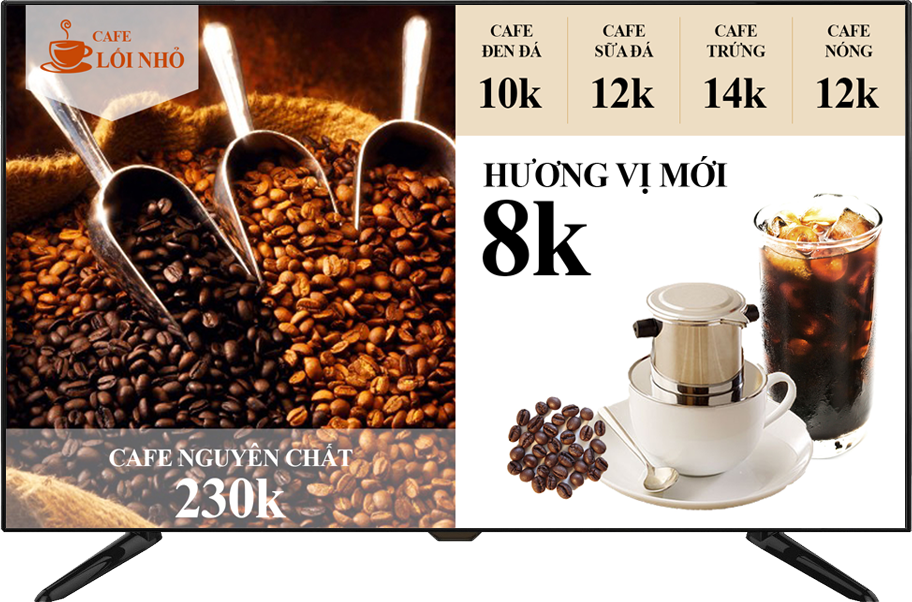 CAFE
LỐI NHỎ
CAFE NGUYÊN CHẤT
230k
CAFE
ĐEN ĐÁ
10k
CAFE
SỮA ĐÁ
12k
CAFE
TRỨNG
14k
CAFE
NÓNG
12k
HƯƠNG VỊ MỚI
8k